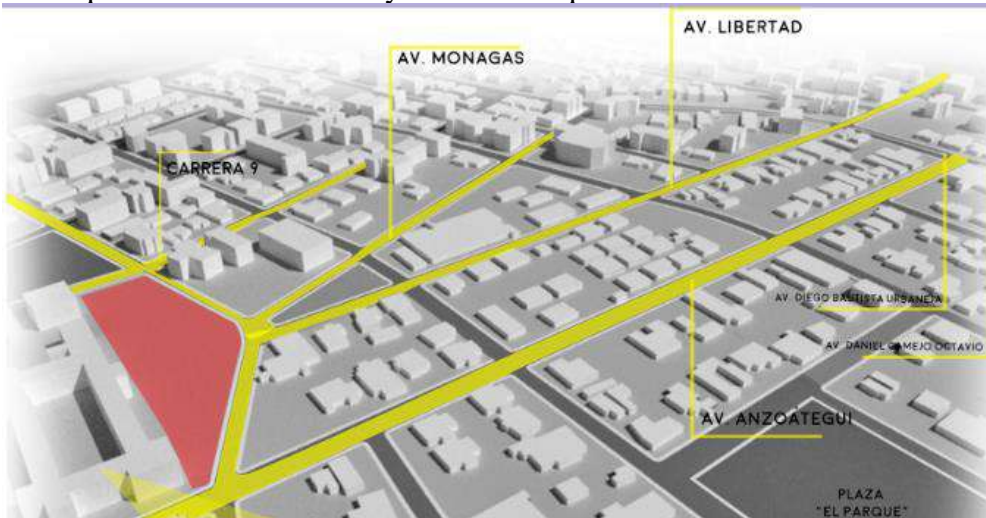 AV. LIBERTAD
AV. MONAGAS
CARRERA 9
AV. DIEGO BAUTISTA URBANEJA
AV. DANIEL CAMEJO OCTAVIO
AV. ANZOATEGUI
PLAZA
"EL PARQUE"